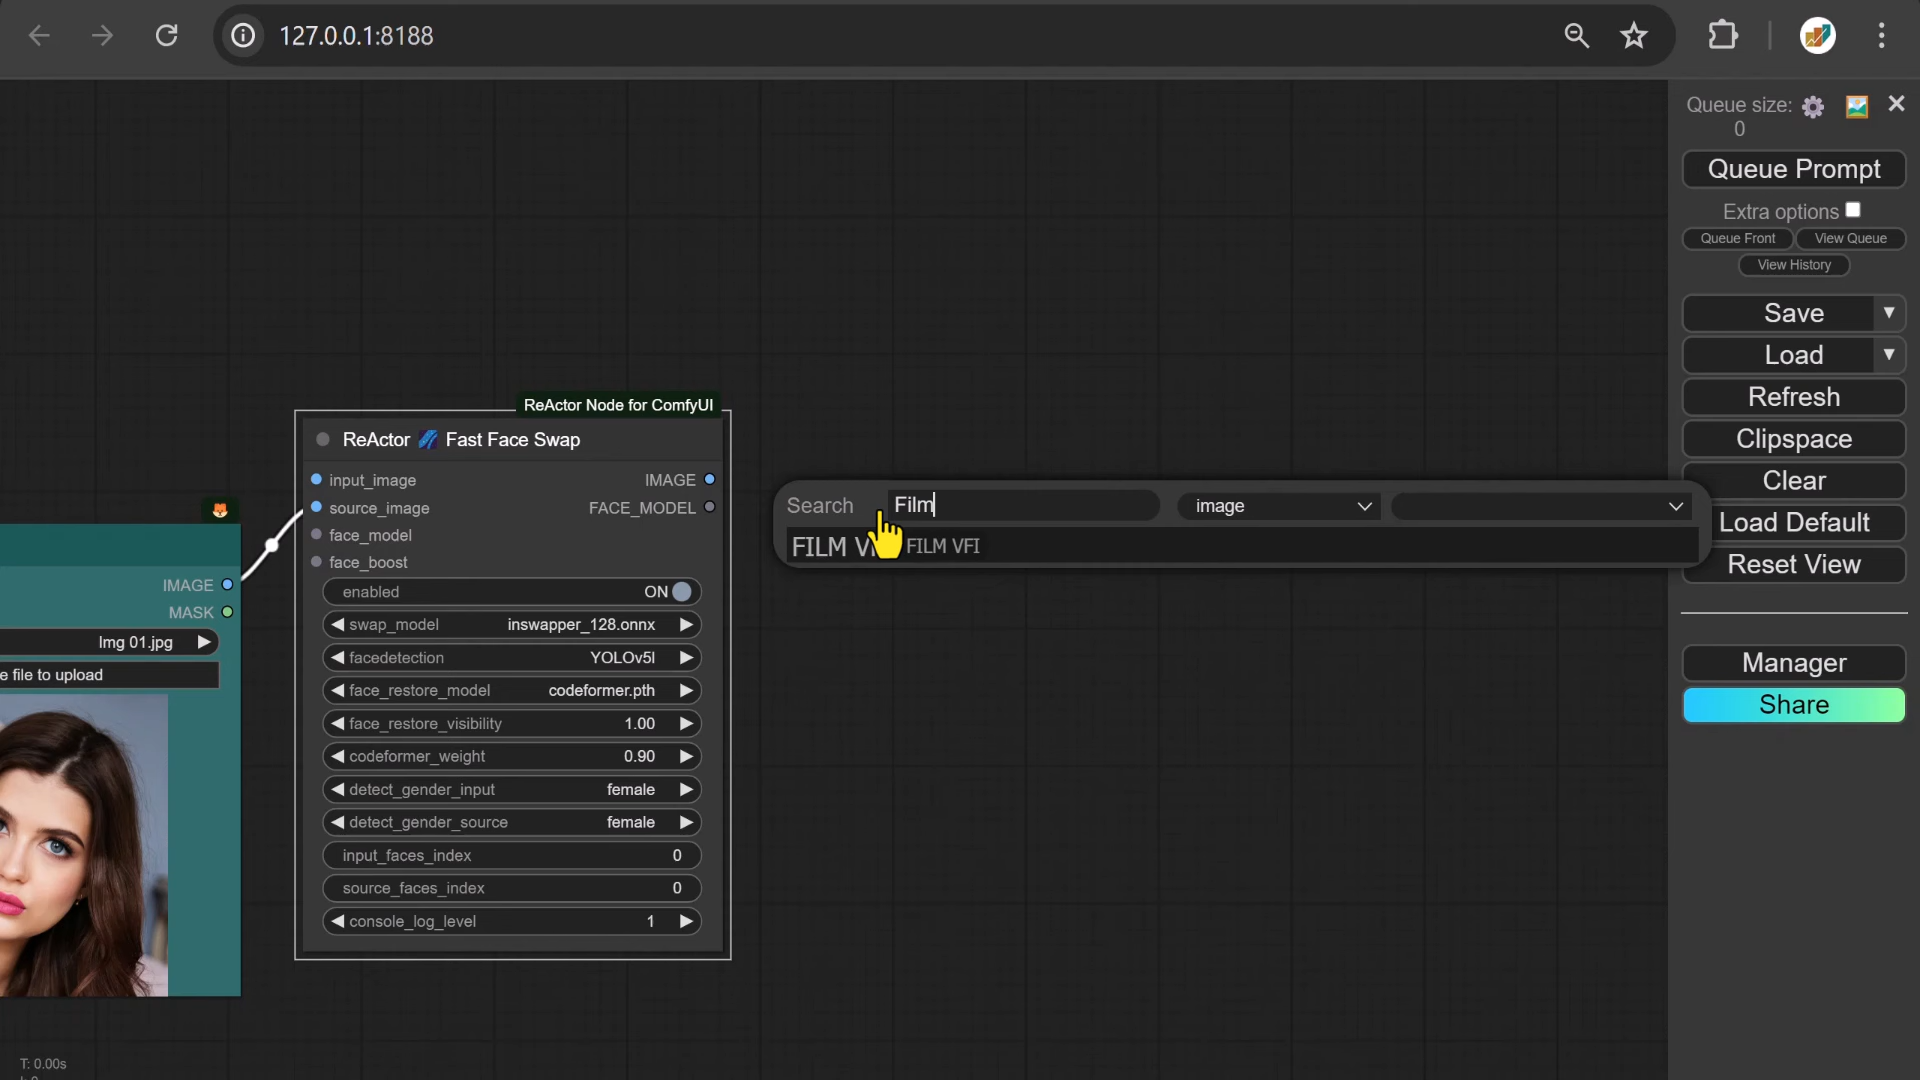 127.0.0.1:8188
Queue size:
0
Queue Prompt
Extra options
Queue Front
View Queue
View History
Save ▼
Load ▼
Refresh
Clipspace
Clear
Load Default
Reset View
Manager
Share
ReActor Node for ComfyUI
ReActor Fast Face Swap
input_image IMAGE
source_image FACE_MODEL
face_model
face_boost
enabled ON
swap_model inswapper_128.onnx
facedetection YOLOv5l
face_restore_model codeformer.pth
face_restore_visibility 1.00
codeformer_weight 0.90
detect_gender_input female
detect_gender_source female
input_faces_index 0
source_faces_index 0
console_log_level 1
Search Film image
FILM FILM VFI
IMAGE
MASK
Img 01.jpg
e file to upload
T: 0.00s